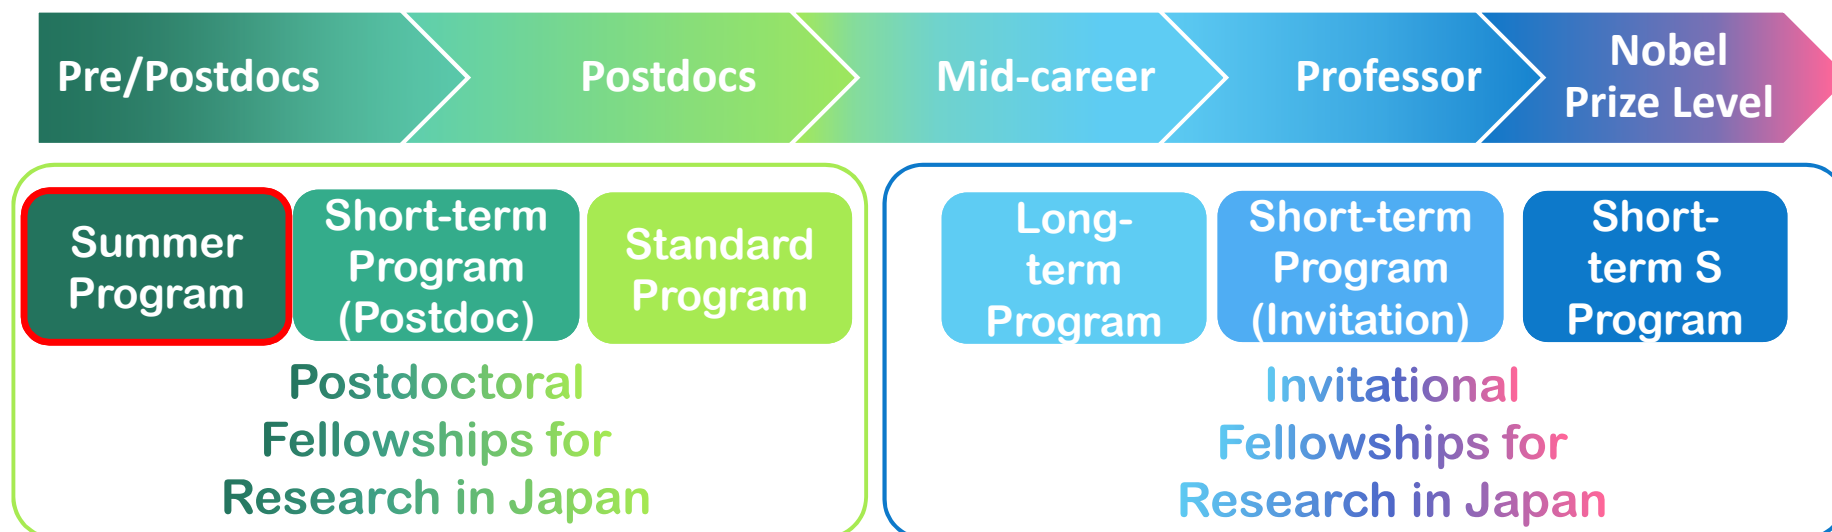 Pre/Postdocs
Postdocs
Mid-career
Professor
Nobel
Prize Level
Summer
Program
Short-term
Program
(Postdoc)
Standard
Program
Postdoctoral
Fellowships for
Research in Japan
Long-
term
Program
Short-term
Program
(Invitation)
Short-
term S
Program
Invitational
Fellowships for
Research in Japan